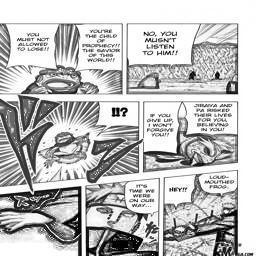 NO, YOU
MUSN'T
LISTEN
TO HIM!!
YOU'RE THE
CHILD OF
PROPHECY!!
THE SAVIOR
OF THIS
WORLD!!
YOU
MUST NOT
ALLOWED
TO LOSE!!
JIRAIYA AND
PA RISKED
THEIR LIVES
FOR YOU,
BELIEVING
IN YOU!
IF YOU
GIVE UP,
I WON'T
FORGIVE
YOU!!
!!?
LOUD-
MOUTHED
FROG.
HEY!!
IT'S TIME
WE WERE
ON OUR
WAY...